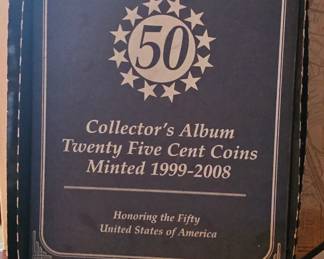 50
Collector's Album
Twenty Five Cent Coins
Minted 1999-2008
Honoring the Fifty
United States of America